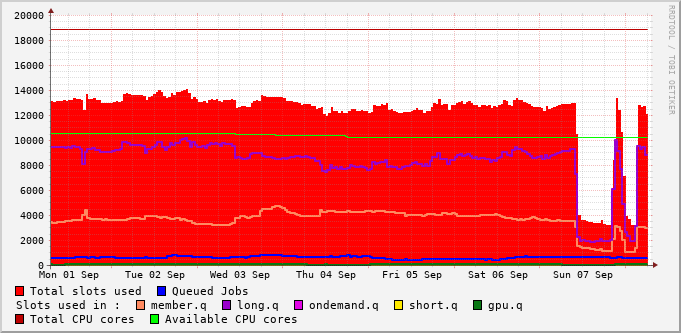 20000
18000
16000
14000
12000
10000
8000
6000
4000
2000
0
Mon 01 Sep Tue 02 Sep Wed 03 Sep Thu 04 Sep Fri 05 Sep Sat 06 Sep Sun 07 Sep
RRDTOOL / TOBI OETIKER
Total slots used Queued Jobs
Slots used in : member.q long.q ondemand.q short.q gpu.q
Total CPU cores Available CPU cores